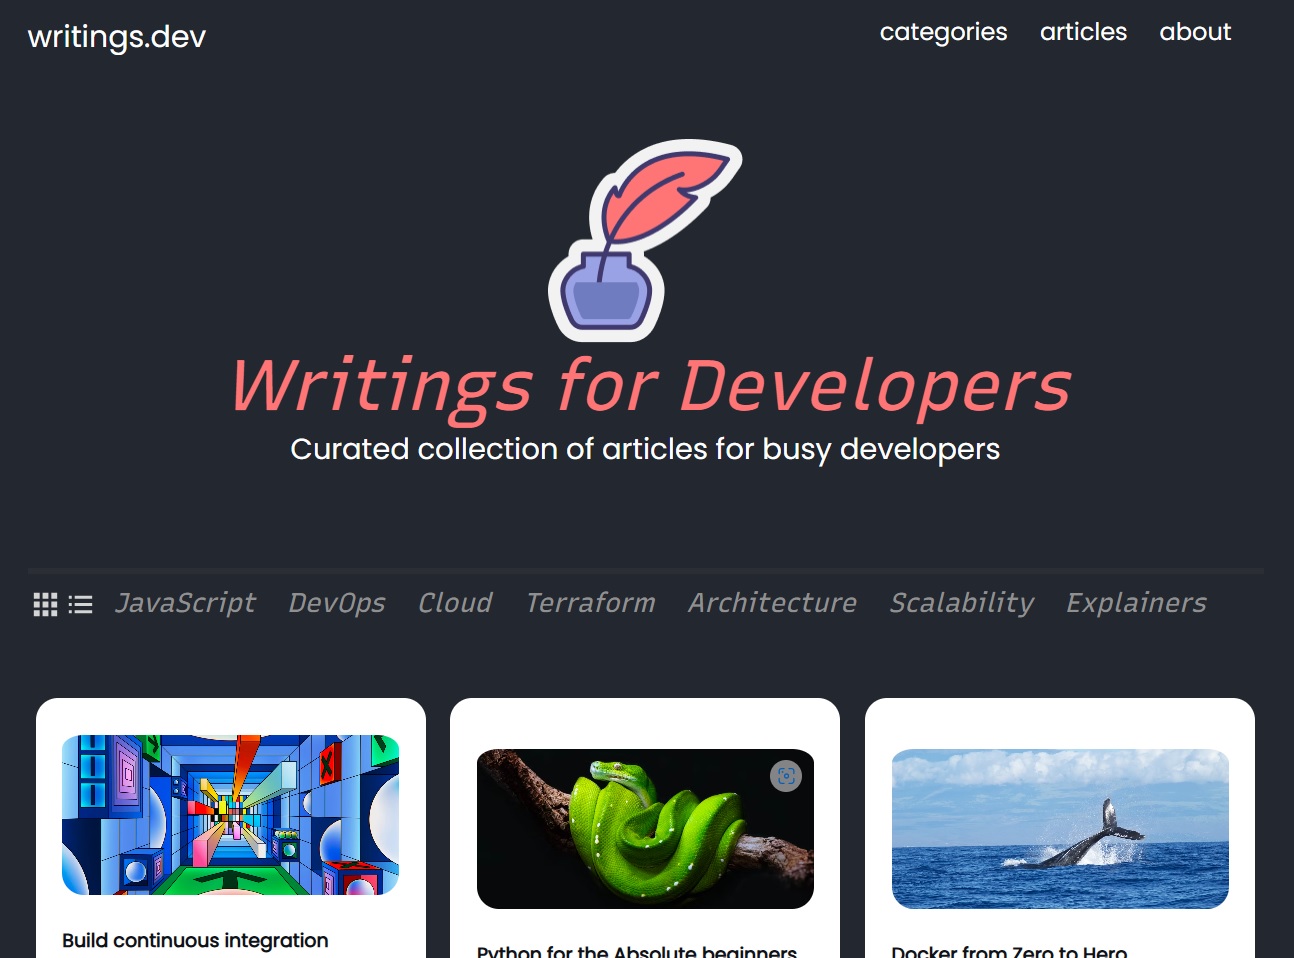 writings.dev
categories articles about
Writings for Developers
Curated collection of articles for busy developers
JavaScript DevOps Cloud Terraform Architecture Scalability Explainers
Build continuous integration
Python for the Absolute beginners
Docker from Zero to Hero